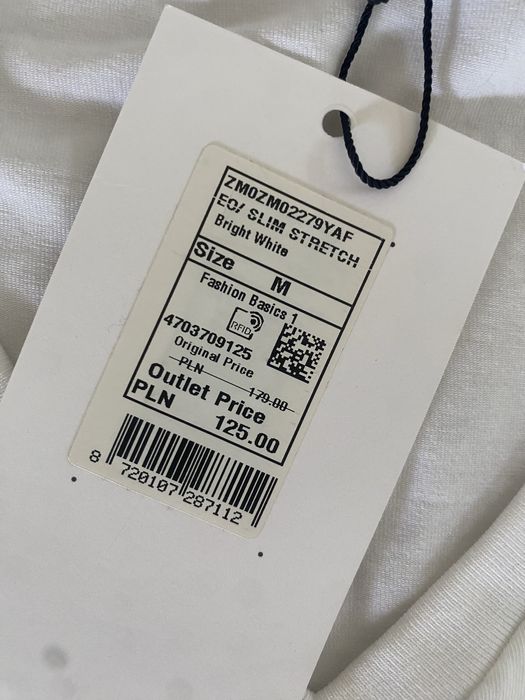 ZM0ZM02279YAF
EO/ SLIM STRETCH
Bright White
Size M
Fashion Basics 1
RFID
4703709125
Original Price
PLN 179.00
Outlet Price
PLN 125.00
8 720107 287112